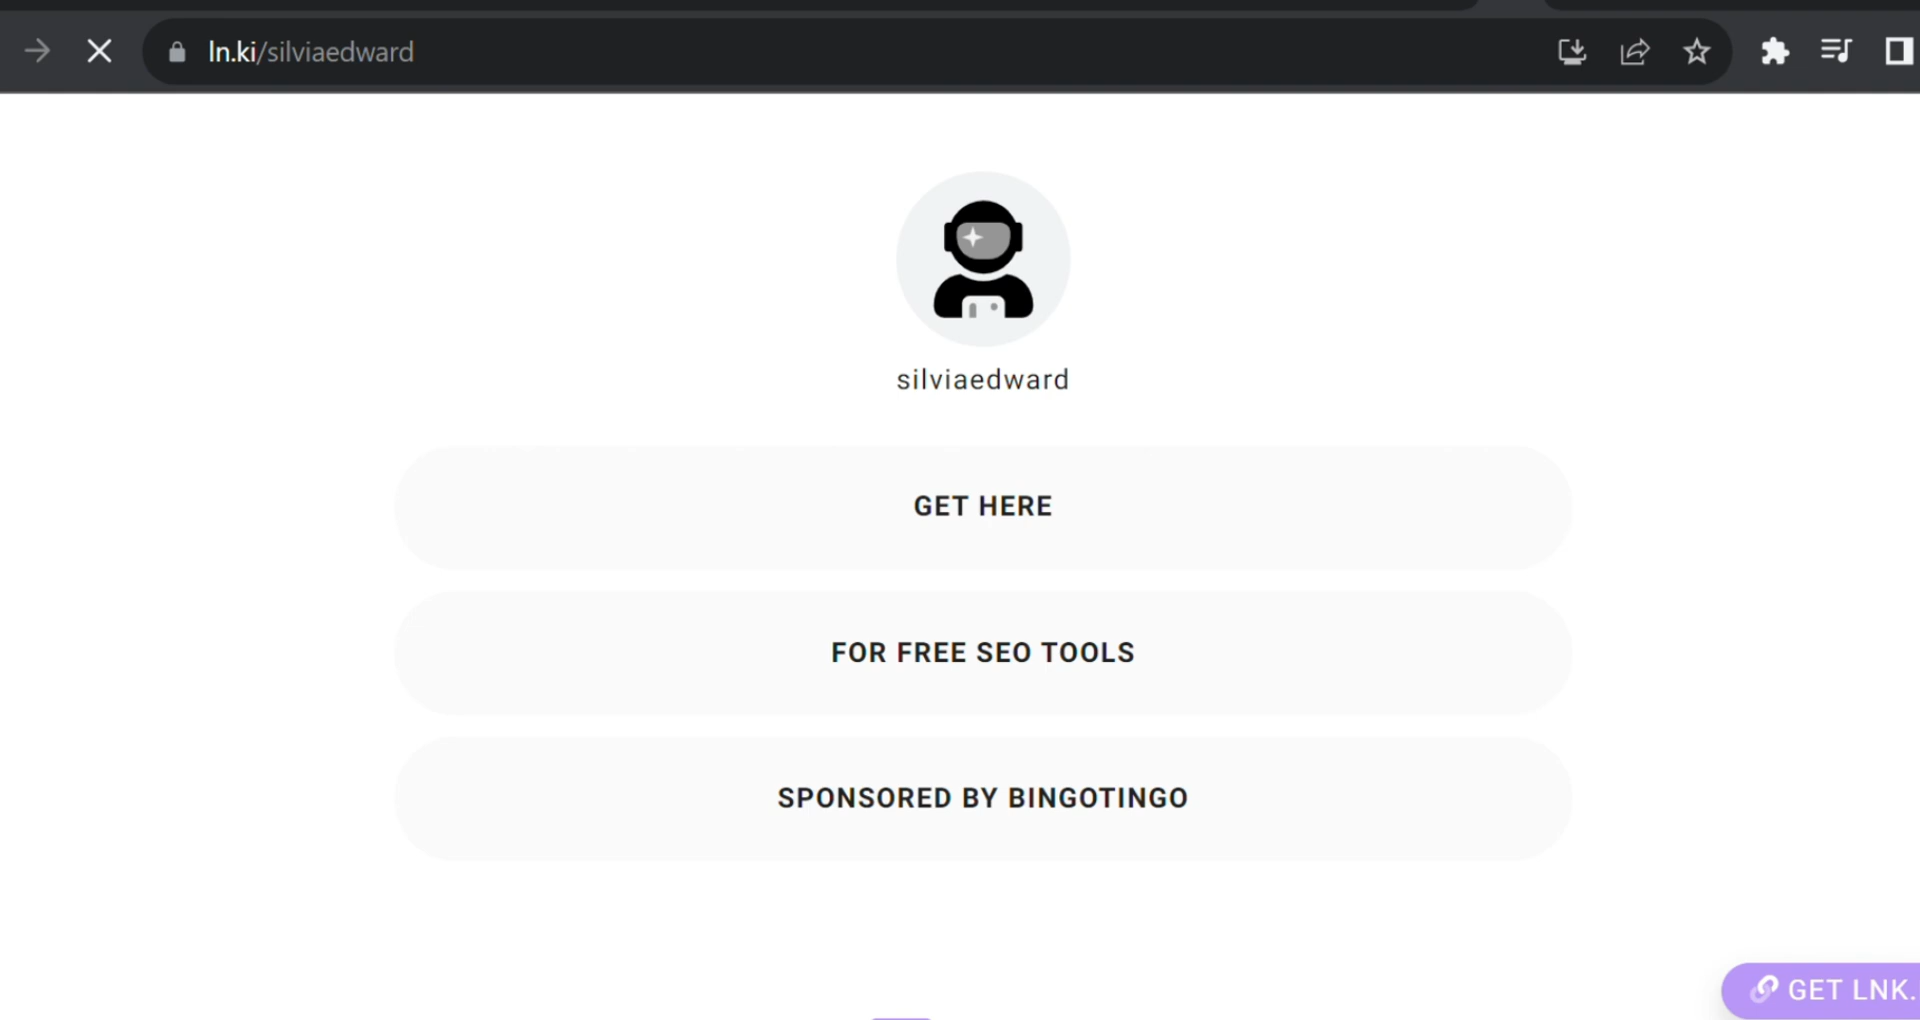 ln.ki/silviaedward
silviaedward
GET HERE
FOR FREE SEO TOOLS
SPONSORED BY BINGOTINGO
GET LNK.